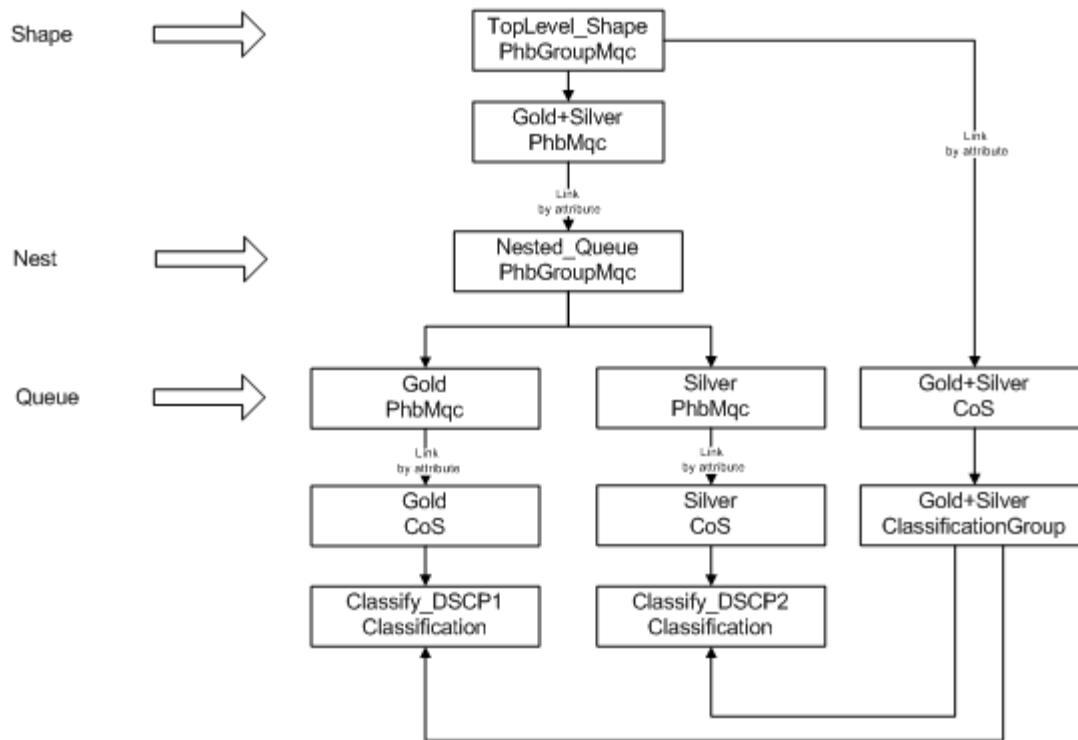 Shape
TopLevel_Shape
PhbGroupMqc
Gold+Silver
PhbMqc
Link
by attribute
Link
by attribute
Nest
Nested_Queue
PhbGroupMqc
Queue
Gold
PhbMqc
Silver
PhbMqc
Gold+Silver
CoS
Link
by attribute
Link
by attribute
Gold
CoS
Silver
CoS
Gold+Silver
ClassificationGroup
Classify_DSCP1
Classification
Classify_DSCP2
Classification